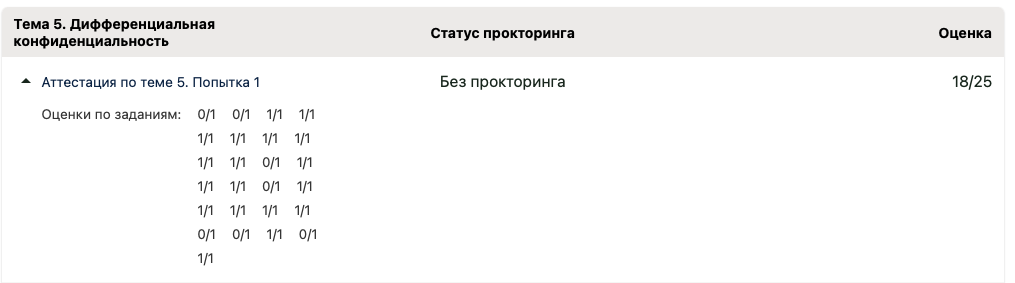 Тема 5. Дифференциальная
конфиденциальность
Статус прокторинга
Оценка
Аттестация по теме 5. Попытка 1
Без прокторинга
18/25
Оценки по заданиям:
0/1 0/1 1/1 1/1
1/1 1/1 1/1 1/1
1/1 1/1 0/1 1/1
1/1 1/1 0/1 1/1
1/1 1/1 1/1 1/1
0/1 0/1 1/1 0/1
1/1